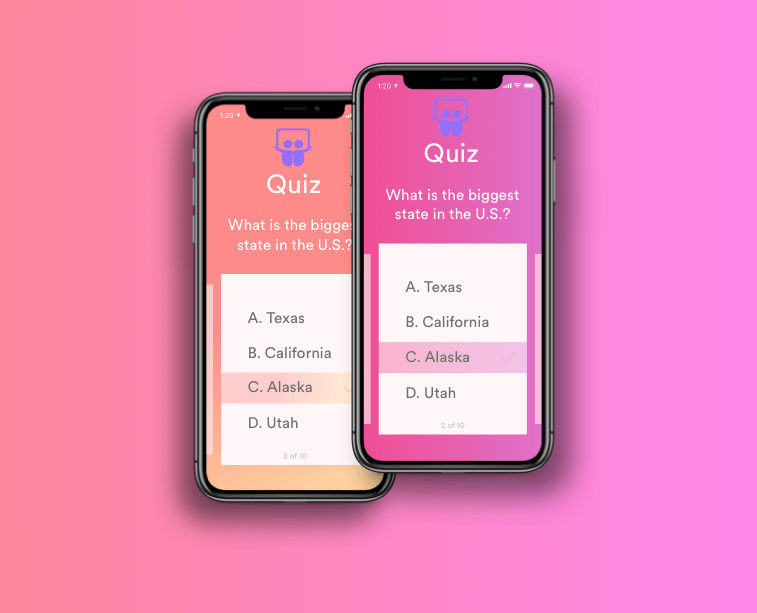 1:20
Quiz
What is the bigges
state in the U.S.?
A. Texas
B. California
C. Alaska
D. Utah
2 of 10
1:20
Quiz
What is the biggest
state in the U.S.?
A. Texas
B. California
C. Alaska
D. Utah
2 of 10